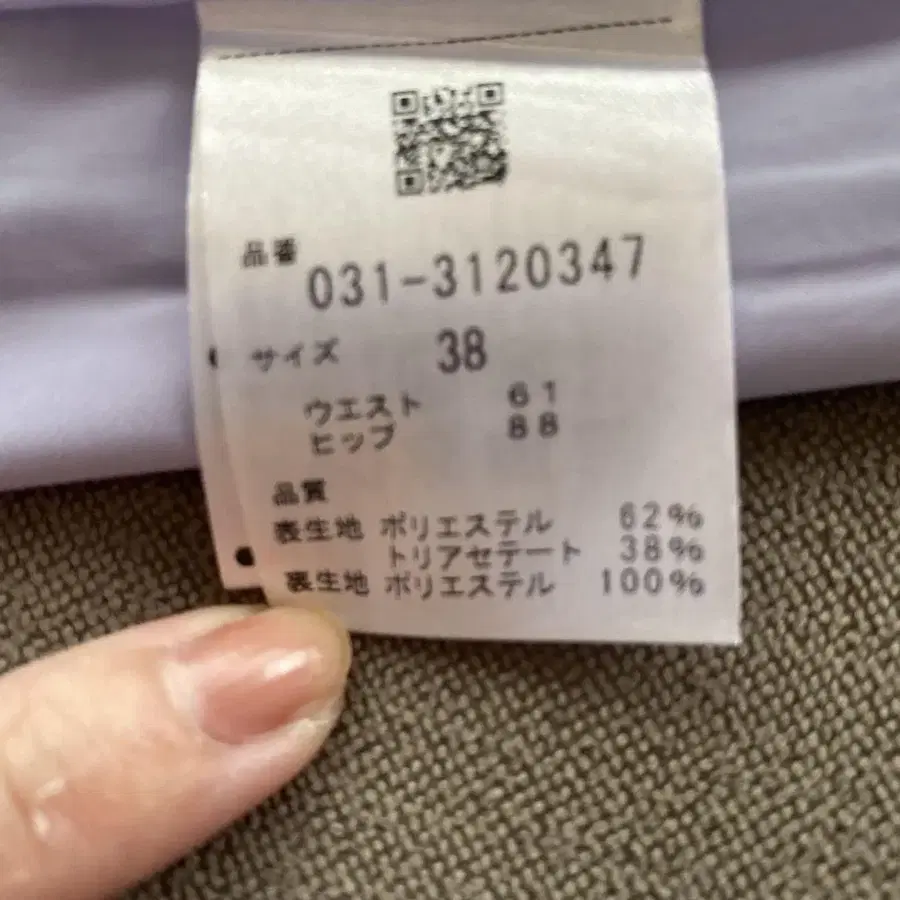 品番
031-3120347
サイズ 38
ウエスト 61
ヒップ 88
品質
表生地 ポリエステル 62%
トリアセテート 38%
裏生地 ポリエステル 100%